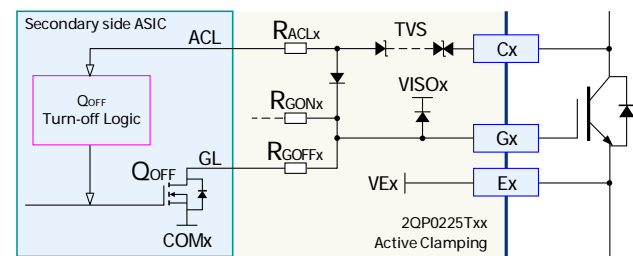 Secondary side ASIC
ACL
RACLx
TVS
Cx
QOFF
Turn-off Logic
VISOx
RGONx
Gx
GL
RGOFFx
QOFF
VEx
Ex
COMx
2QP0225Txx
Active Clamping